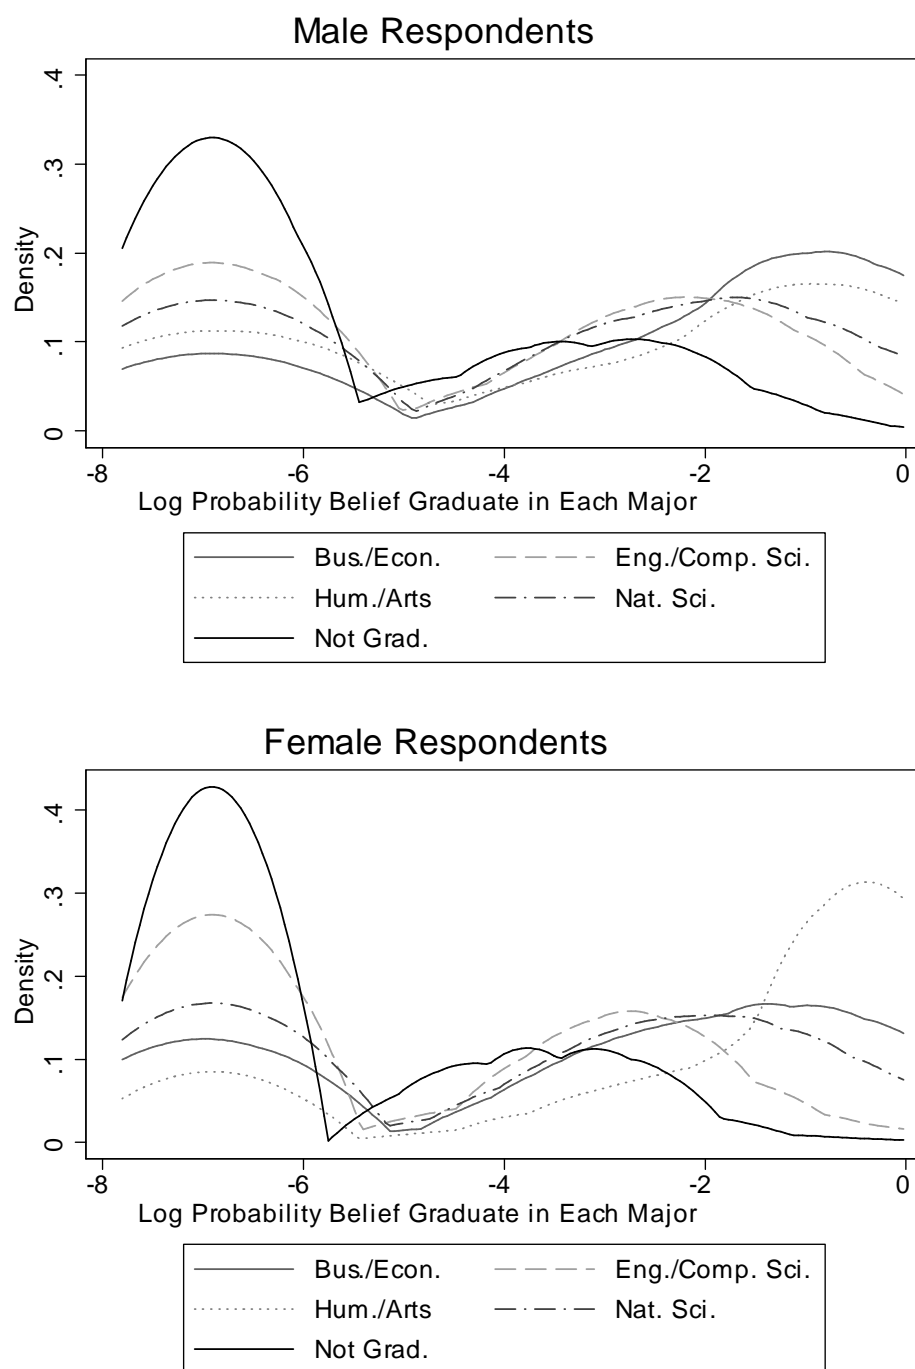 Male Respondents
.4
.3
.2
.1
0
Density
-8 -6 -4 -2 0
Log Probability Belief Graduate in Each Major
Bus./Econ. Eng./Comp. Sci.
Hum./Arts Nat. Sci.
Not Grad.
Female Respondents
.4
.3
.2
.1
0
Density
-8 -6 -4 -2 0
Log Probability Belief Graduate in Each Major
Bus./Econ. Eng./Comp. Sci.
Hum./Arts Nat. Sci.
Not Grad.